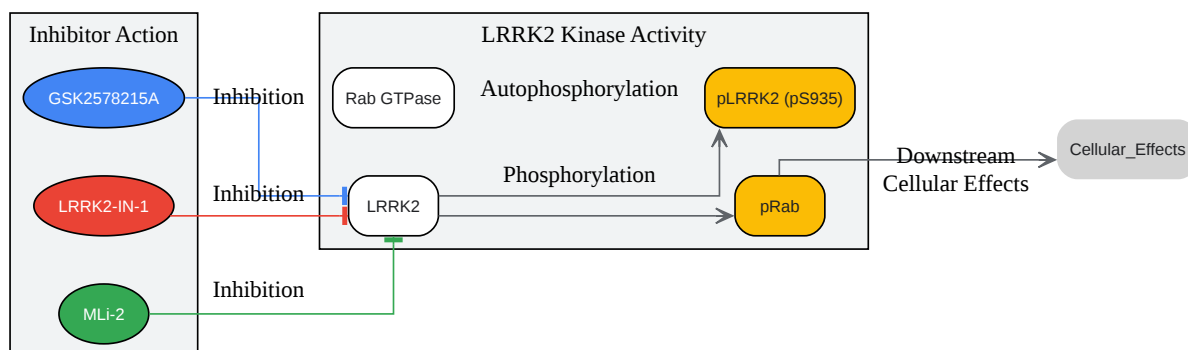 Inhibitor Action
LRRK2 Kinase Activity
GSK2578215A
Inhibition
Rab GTPase
Autophosphorylation
pLRRK2 (pS935)
LRRK2-IN-1
Inhibition
LRRK2
Phosphorylation
pRab
Downstream
Cellular Effects
Cellular_Effects
MLi-2
Inhibition